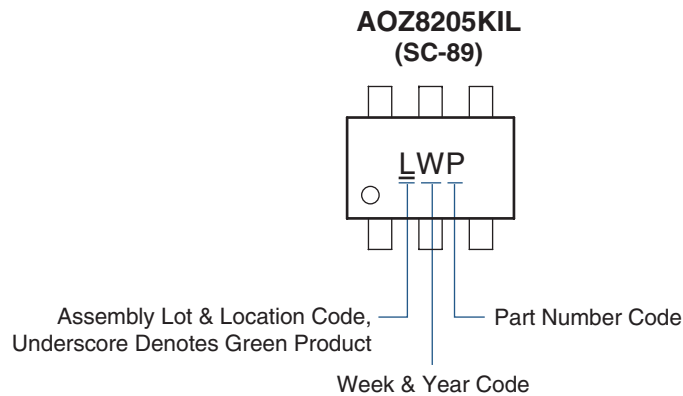 AOZ8205KIL
(SC-89)
LWP
Assembly Lot & Location Code,
Underscore Denotes Green Product
Part Number Code
Week & Year Code